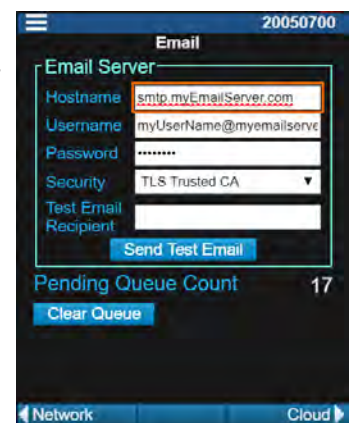 20050700
Email
Email Server
Hostname smtp.myEmailServer.com
Username myUserName@myemailserve
Password ••••••••
Security TLS Trusted CA ▼
Test Email
Recipient
Send Test Email
Pending Queue Count 17
Clear Queue
Network Cloud